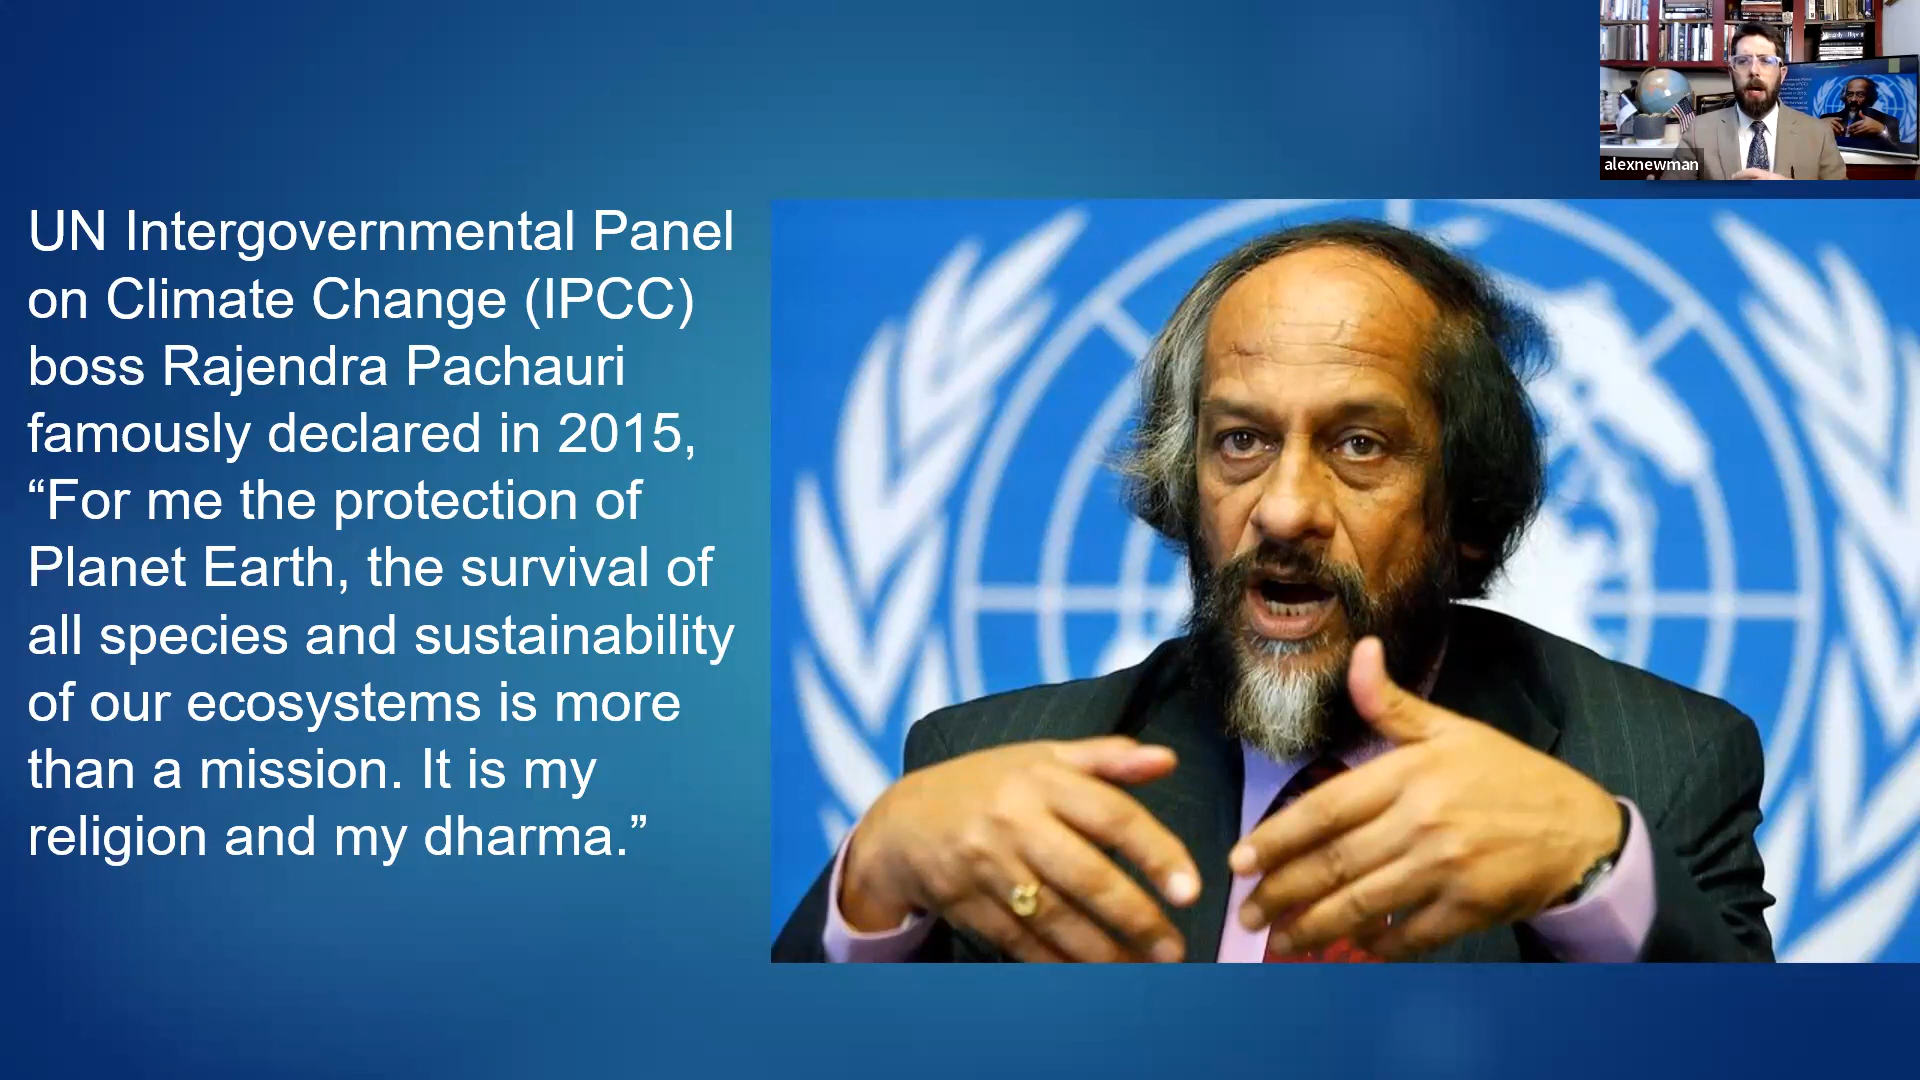 UN Intergovernmental Panel
on Climate Change (IPCC)
boss Rajendra Pachauri
famously declared in 2015,
“For me the protection of
Planet Earth, the survival of
all species and sustainability
of our ecosystems is more
than a mission. It is my
religion and my dharma.”
alexnewman